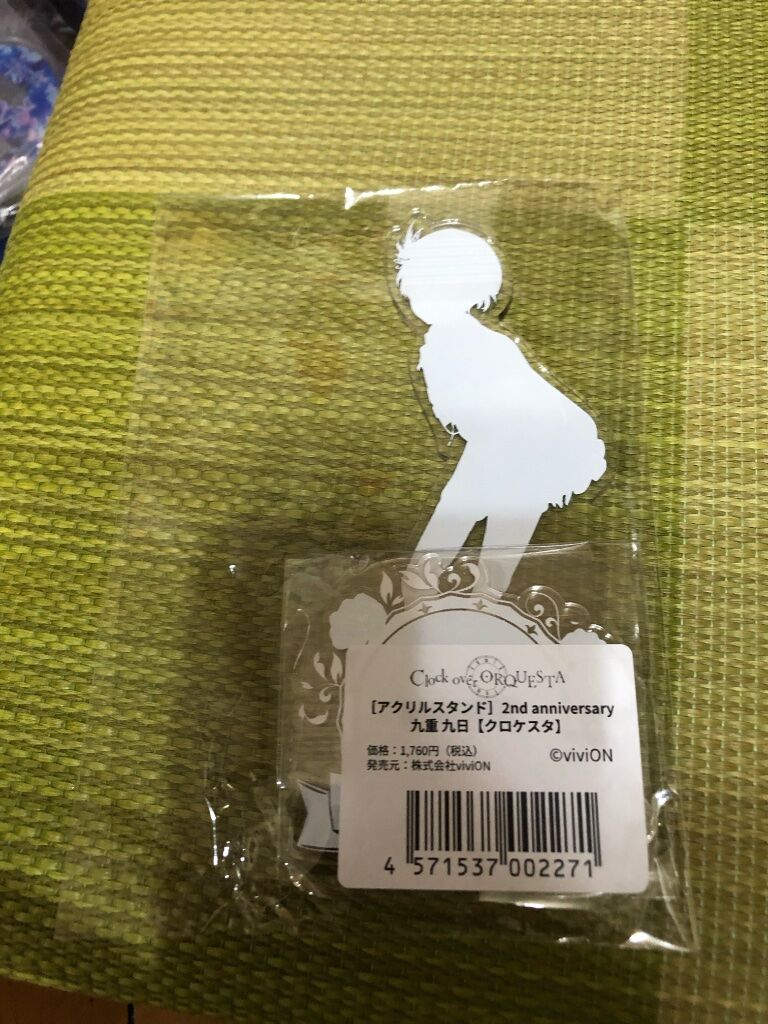 Clock over ORQUESTA
［アクリルスタンド］2nd anniversary
九重 九日【クロケスタ】
価格：1,760円（税込）
発売元：株式会社viviON
©viviON
4 571537 002271